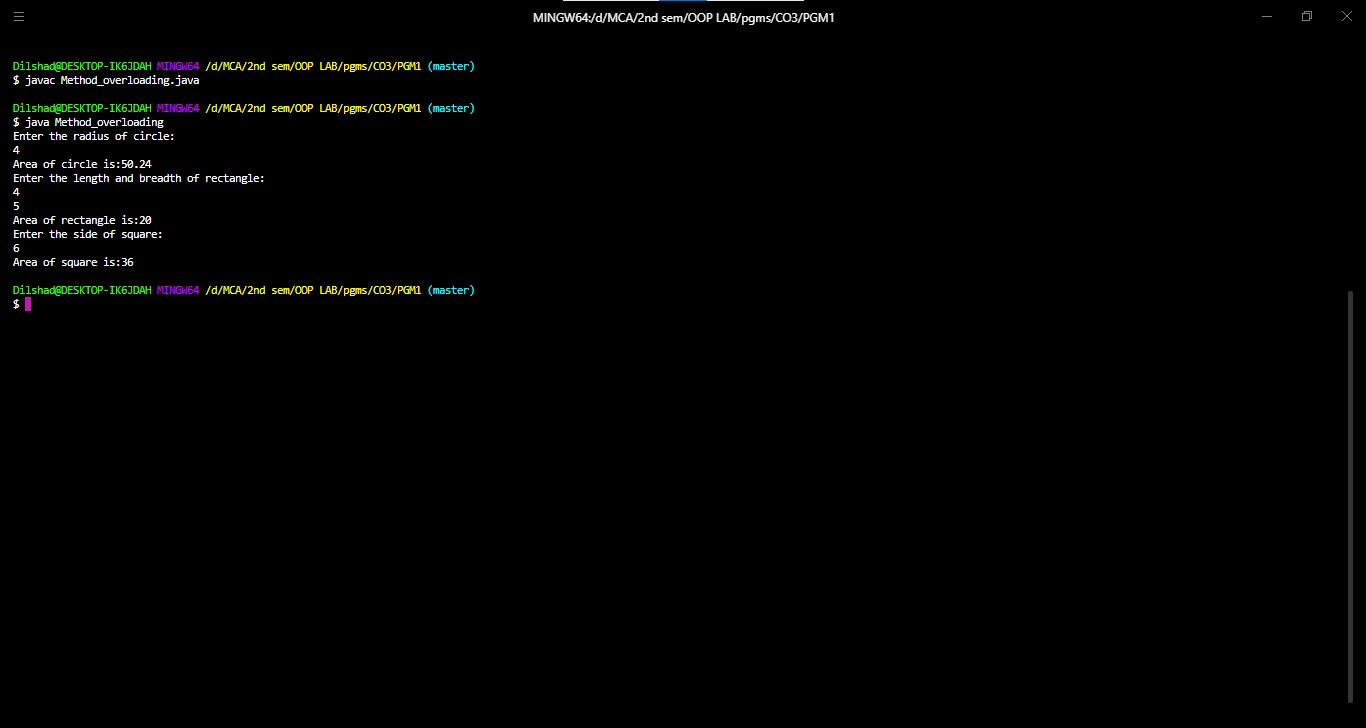 MINGW64:/d/MCA/2nd sem/OOP LAB/pgms/CO3/PGM1
Dilshad@DESKTOP-IK6JDAH MINGW64 /d/MCA/2nd sem/OOP LAB/pgms/CO3/PGM1 (master)
$ javac Method_overloading.java
Dilshad@DESKTOP-IK6JDAH MINGW64 /d/MCA/2nd sem/OOP LAB/pgms/CO3/PGM1 (master)
$ java Method_overloading
Enter the radius of circle:
4
Area of circle is:50.24
Enter the length and breadth of rectangle:
4
5
Area of rectangle is:20
Enter the side of square:
6
Area of square is:36
Dilshad@DESKTOP-IK6JDAH MINGW64 /d/MCA/2nd sem/OOP LAB/pgms/CO3/PGM1 (master)
$